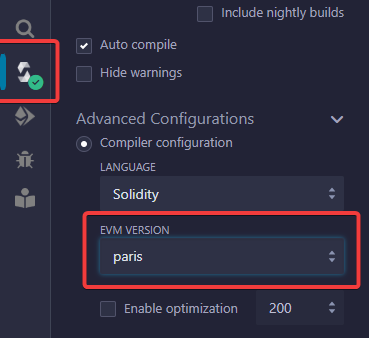 Include nightly builds
Auto compile
Hide warnings
Advanced Configurations
Compiler configuration
LANGUAGE
Solidity
EVM VERSION
paris
Enable optimization 200